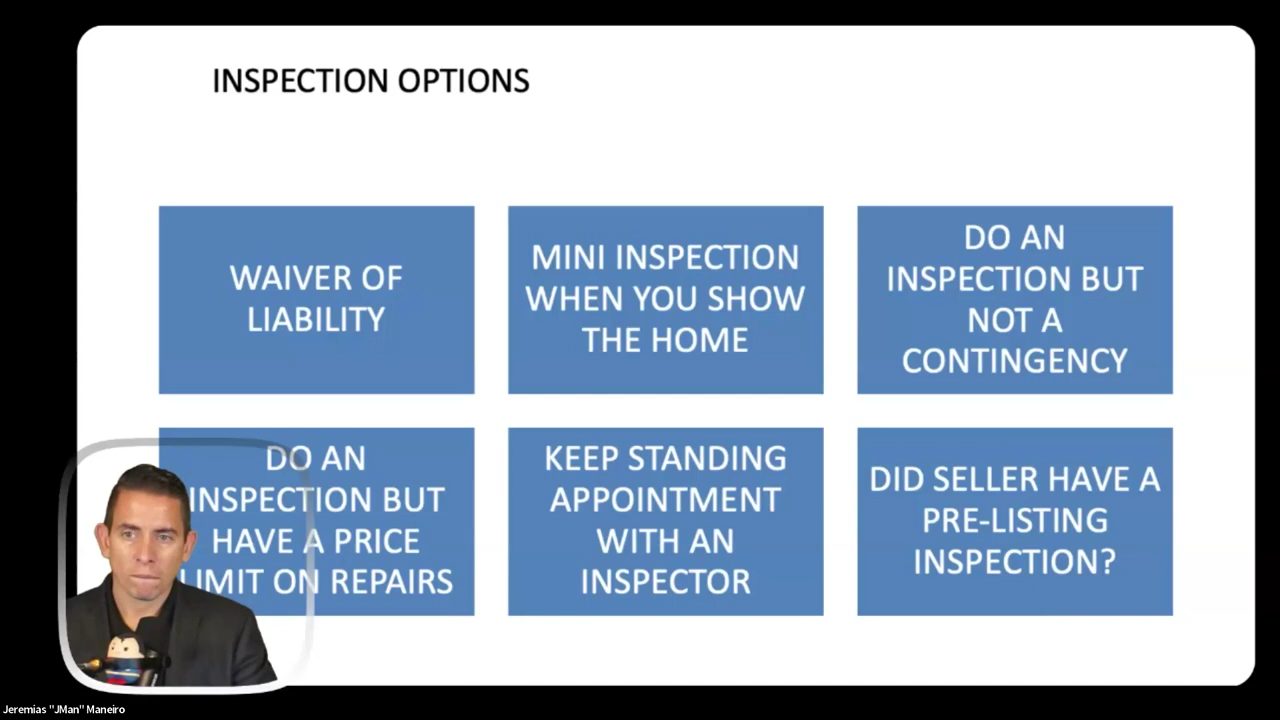 INSPECTION OPTIONS
WAIVER OF
LIABILITY
MINI INSPECTION
WHEN YOU SHOW
THE HOME
DO AN
INSPECTION BUT
NOT A
CONTINGENCY
DO AN
INSPECTION BUT
HAVE A PRICE
LIMIT ON REPAIRS
KEEP STANDING
APPOINTMENT
WITH AN
INSPECTOR
DID SELLER HAVE A
PRE-LISTING
INSPECTION?
Jeremias "JMan" Maneiro